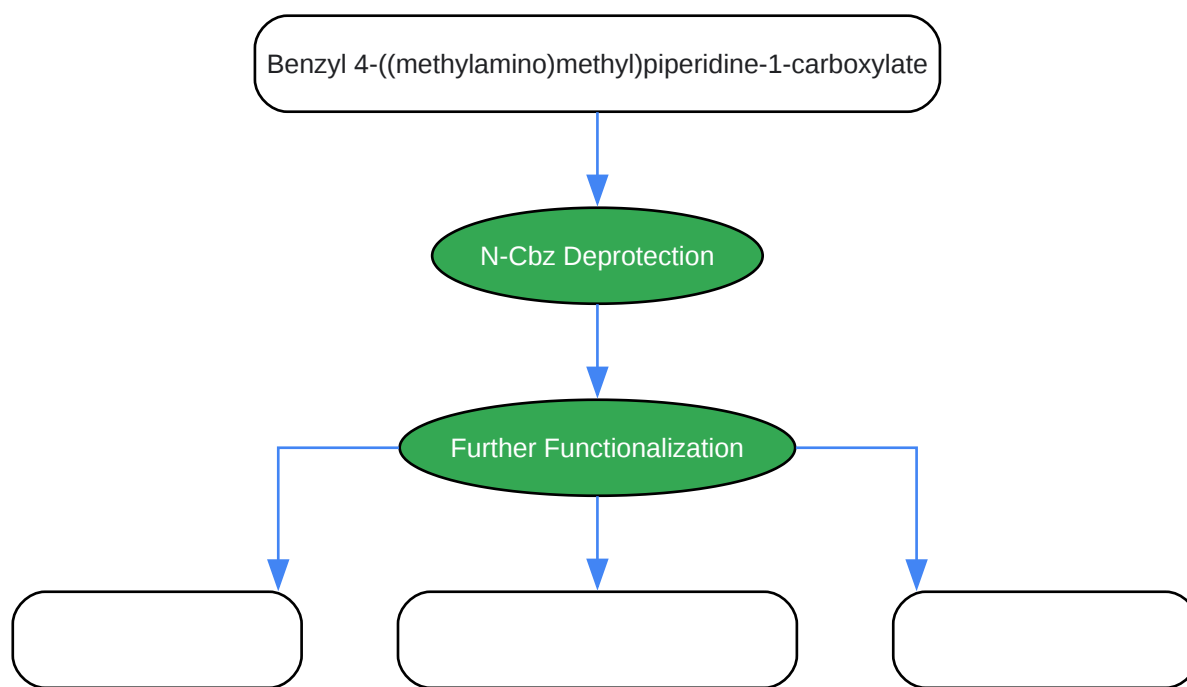 Benzyl 4-((methylamino)methyl)piperidine-1-carboxylate
N-Cbz Deprotection
Further Functionalization